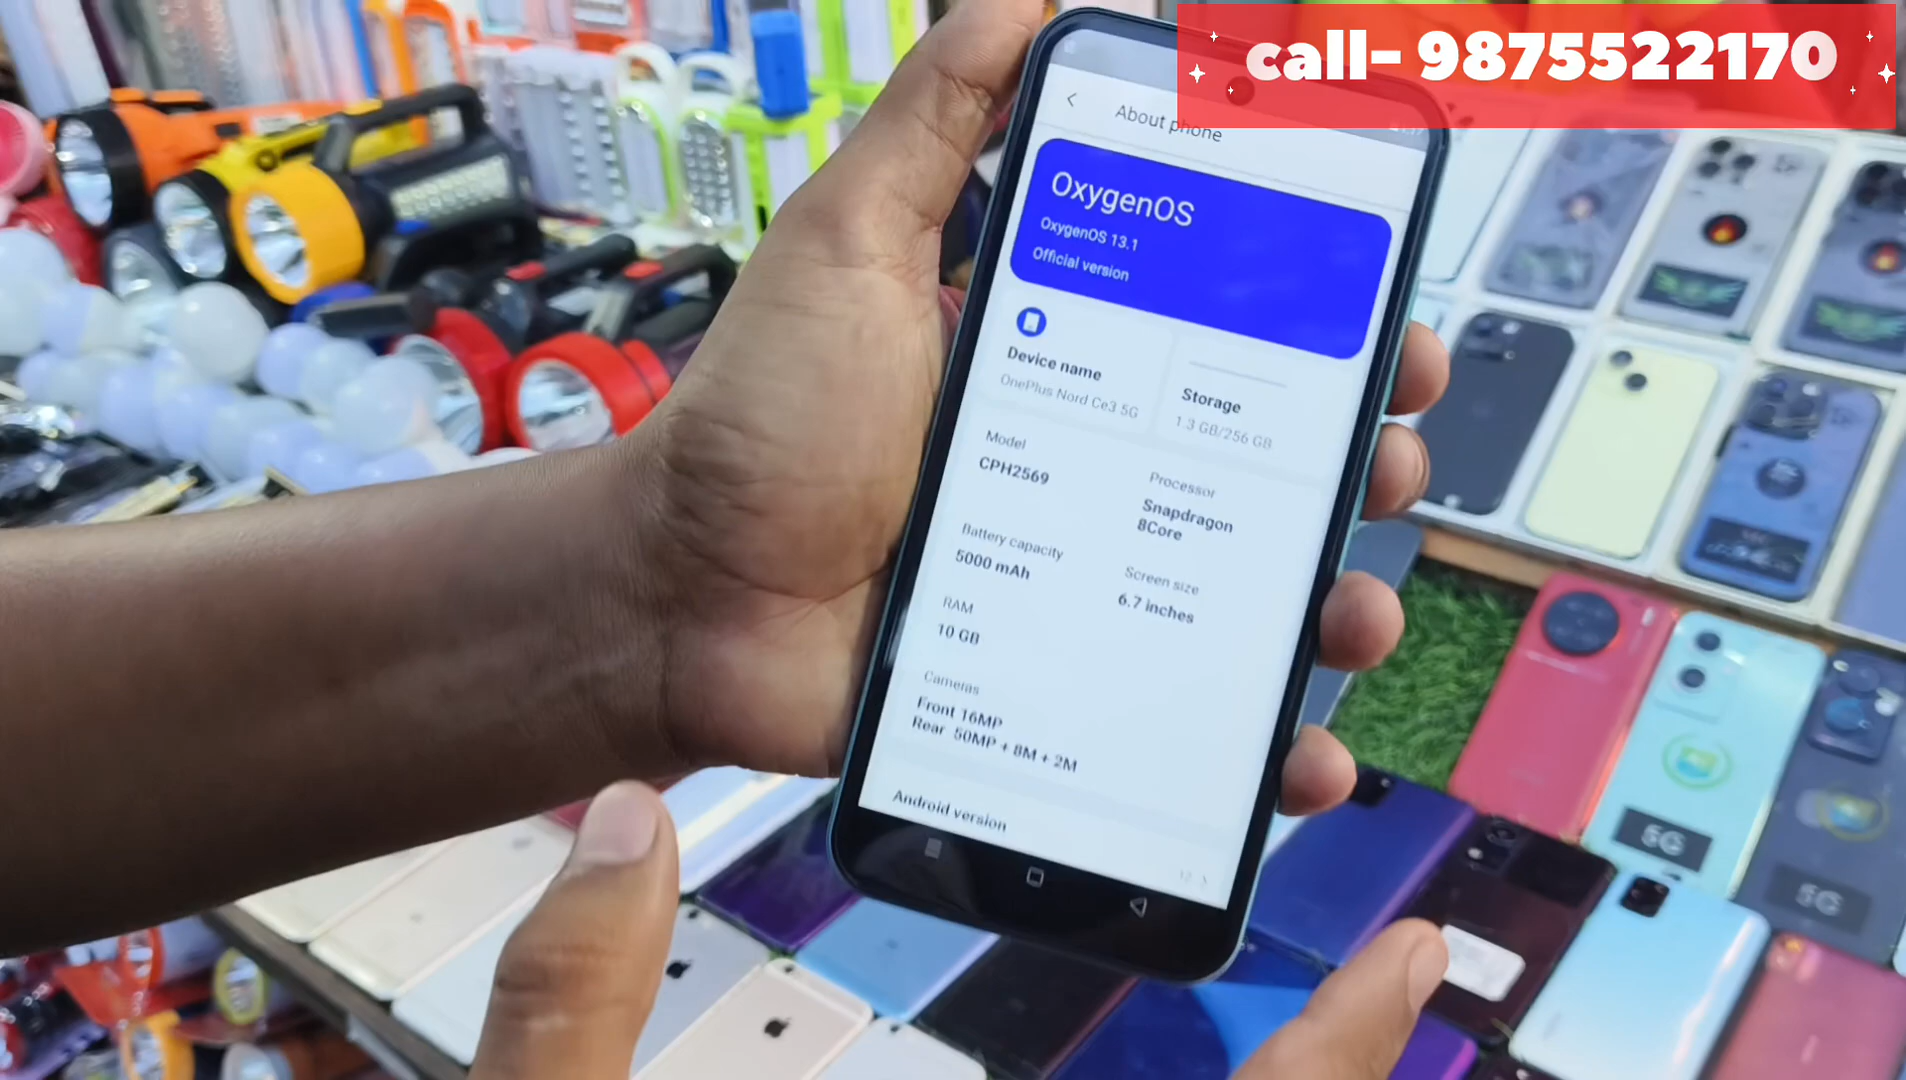 call- 9875522170
About phone
OxygenOS
OxygenOS 13.1
Official version
Device name
OnePlus Nord Ce3 5G
Storage
1.3 GB/256 GB
Model
CPH2569
Processor
Snapdragon
8Core
Battery capacity
5000 mAh
Screen size
6.7 inches
RAM
10 GB
Cameras
Front 16MP
Rear 50MP + 8M + 2M
Android version
12
5G
5G